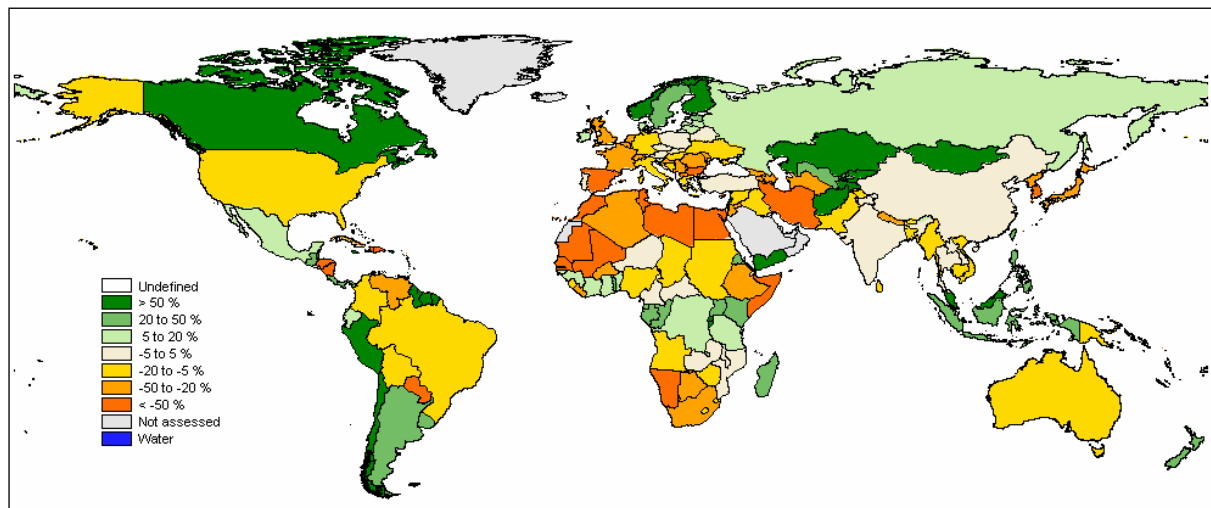 Undefined
> 50 %
20 to 50 %
5 to 20 %
-5 to 5 %
-20 to -5 %
-50 to -20 %
< -50 %
Not assessed
Water